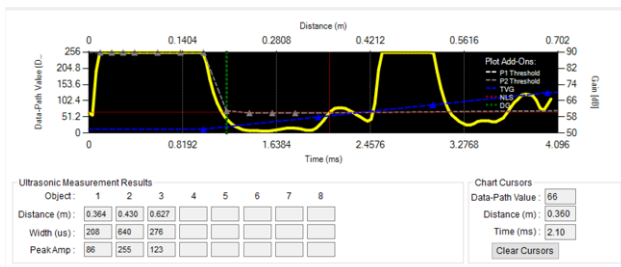 Distance (m)
0 0.1404 0.2808 0.4212 0.5616 0.702
256 90
204.8 82
153.6 74
102.4 66
51.2 58
0 50
Data-Path Value [D...
Gain [dB]
Plot Add-Ons:
P1 Threshold
P2 Threshold
TVG
NLS
DG
0 0.8192 1.6384 2.4576 3.2768 4.096
Time (ms)
Ultrasonic Measurement Results
Object : 1 2 3 4 5 6 7 8
Distance (m) : 0.364 0.430 0.627
Width (us) : 208 640 276
Peak Amp : 86 255 123
Chart Cursors
Data-Path Value : 66
Distance (m) : 0.360
Time (ms) : 2.10
Clear Cursors